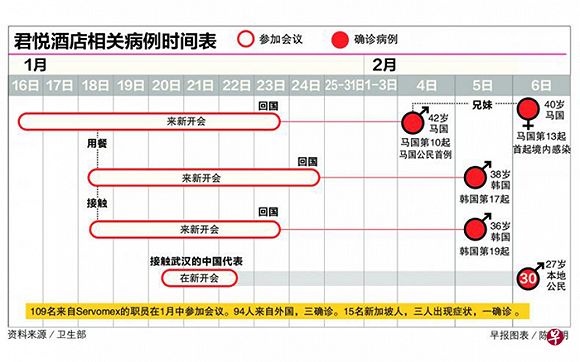 君悦酒店相关病例时间表
参加会议
确诊病例
1月
2月
16日 17日 18日 19日 20日 21日 22日 23日 24日 25-31日 1-3日 4日 5日 6日
回国
兄妹
来新开会
42岁
马国
40岁
马国
马国第10起
马国公民首例
马国第13起
首起境内感染
用餐
回国
来新开会
38岁
韩国
韩国第17起
接触
回国
来新开会
36岁
韩国
韩国第19起
接触武汉的中国代表
在新开会
30
27岁
本地
公民
109名来自Servomex的职员在1月中参加会议。94人来自外国，三确诊。15名新加坡人，三人出现症状，一确诊 。
资料来源／卫生部
早报图表／陈 明
早